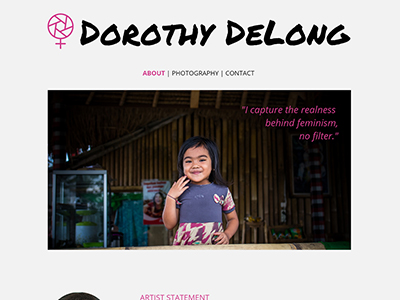 DOROTHY DELONG
ABOUT | PHOTOGRAPHY | CONTACT
"I capture the realness
behind feminism,
no filter."
ARTIST STATEMENT